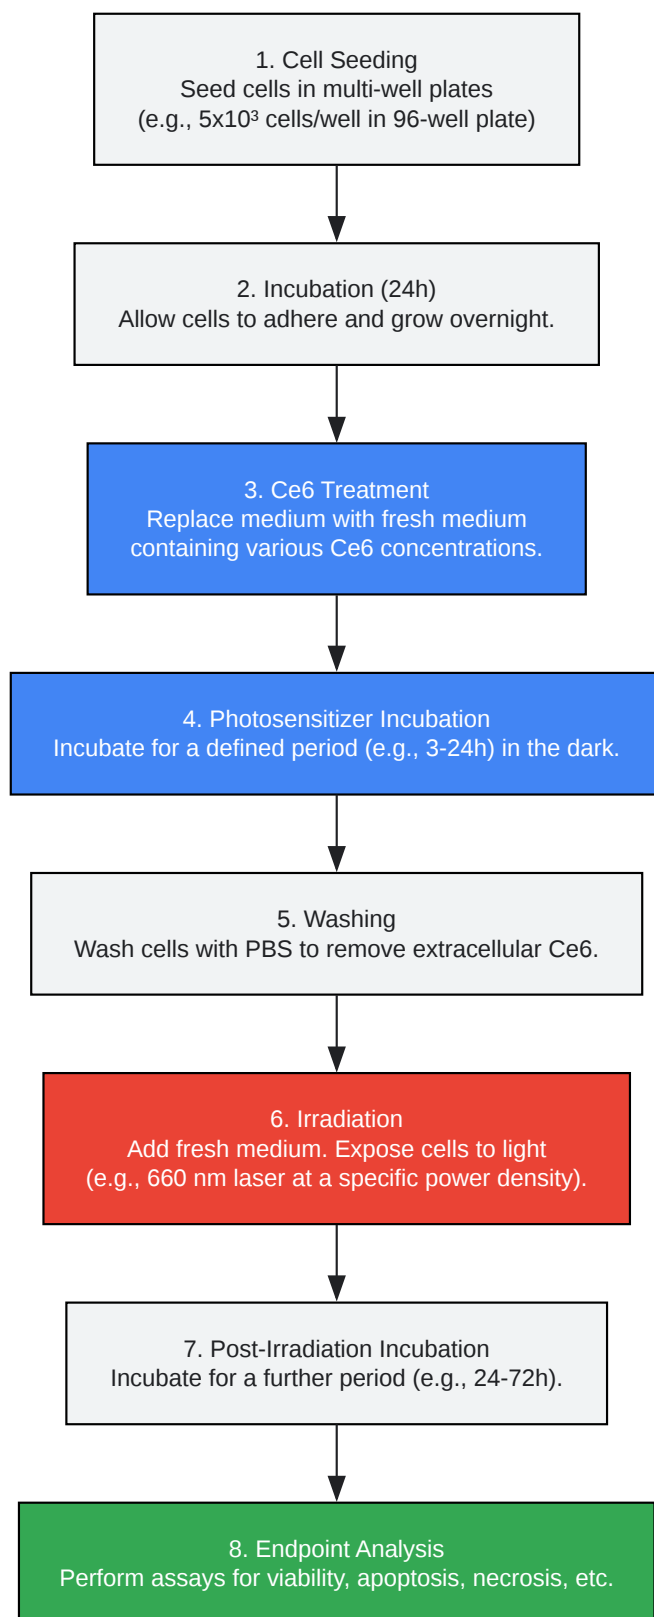 1. Cell Seeding
Seed cells in multi-well plates
(e.g., 5x10³ cells/well in 96-well plate)
2. Incubation (24h)
Allow cells to adhere and grow overnight.
3. Ce6 Treatment
Replace medium with fresh medium
containing various Ce6 concentrations.
4. Photosensitizer Incubation
Incubate for a defined period (e.g., 3-24h) in the dark.
5. Washing
Wash cells with PBS to remove extracellular Ce6.
6. Irradiation
Add fresh medium. Expose cells to light
(e.g., 660 nm laser at a specific power density).
7. Post-Irradiation Incubation
Incubate for a further period (e.g., 24-72h).
8. Endpoint Analysis
Perform assays for viability, apoptosis, necrosis, etc.